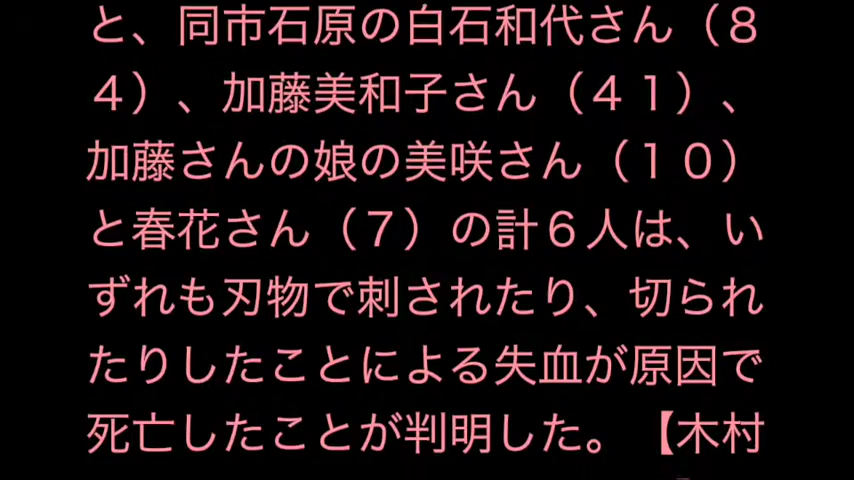 と、同市石原の白石和代さん（８
４）、加藤美和子さん（４１）、
加藤さんの娘の美咲さん（１０）
と春花さん（７）の計６人は、い
ずれも刃物で刺されたり、切られ
たりしたことによる失血が原因で
死亡したことが判明した。【木村